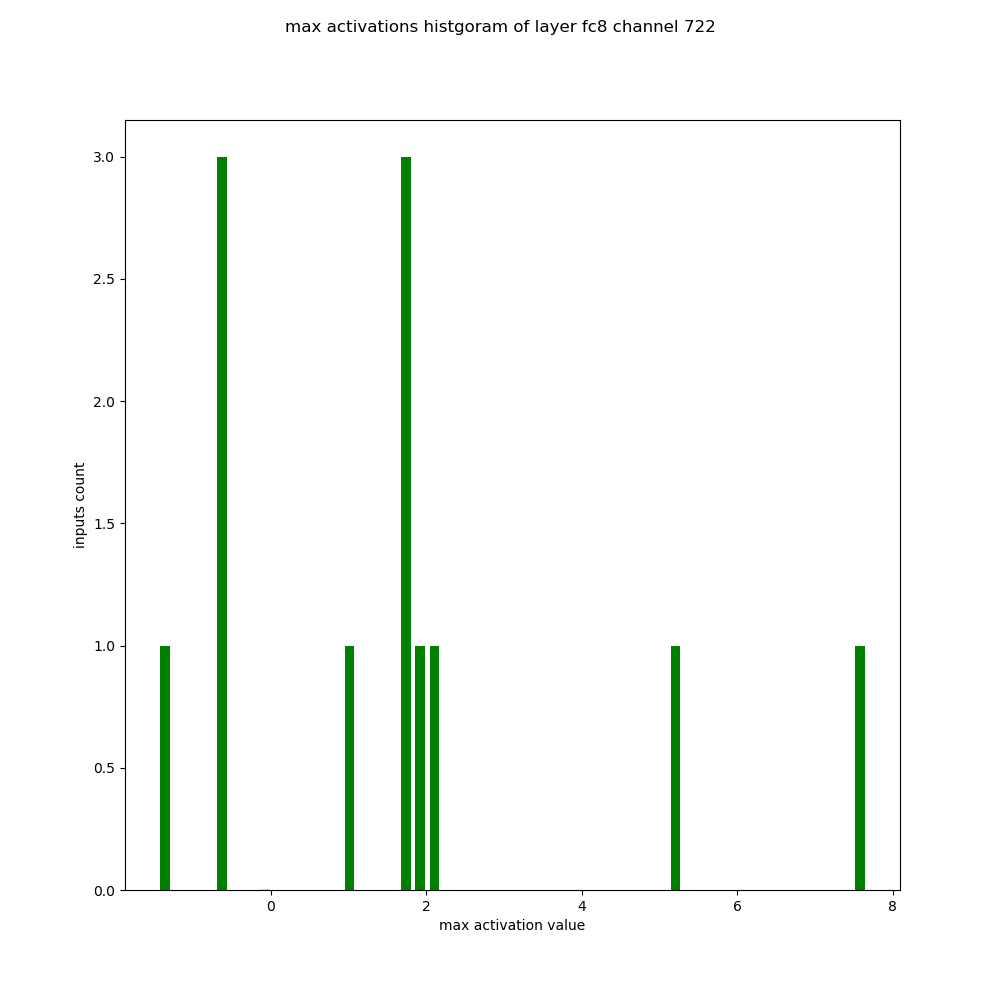 max activations histgoram of layer fc8 channel 722
3.0
2.5
2.0
1.5
1.0
0.5
0.0
inputs count
0 2 4 6 8
max activation value